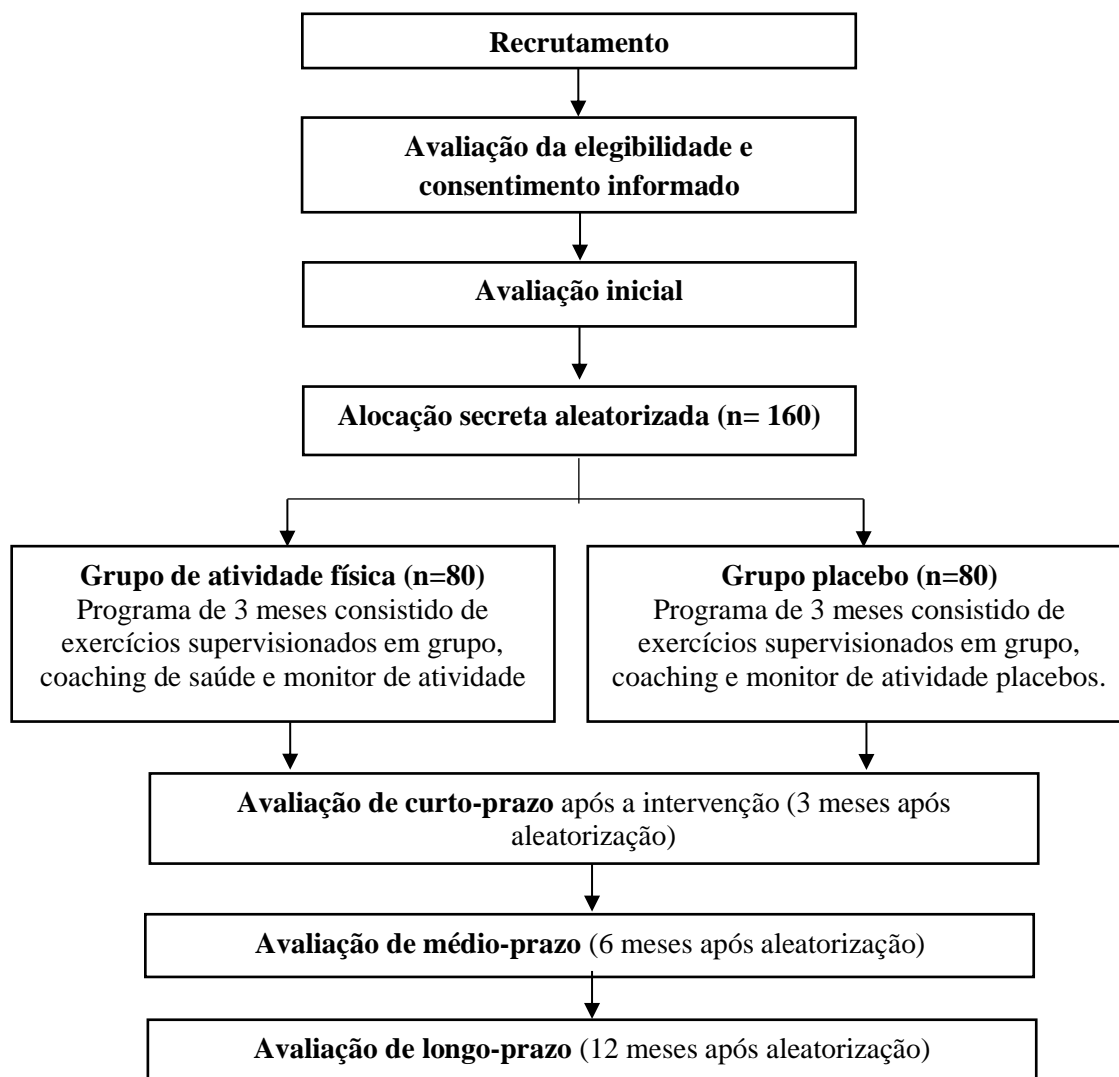 Recrutamento
Avaliação da elegibilidade e
consentimento informado
Avaliação inicial
Alocação secreta aleatorizada (n= 160)
Grupo de atividade física (n=80)
Programa de 3 meses consistido de
exercícios supervisionados em grupo,
coaching de saúde e monitor de atividade
Grupo placebo (n=80)
Programa de 3 meses consistido de
exercícios supervisionados em grupo,
coaching e monitor de atividade placebos.
Avaliação de curto-prazo após a intervenção (3 meses após
aleatorização)
Avaliação de médio-prazo (6 meses após aleatorização)
Avaliação de longo-prazo (12 meses após aleatorização)